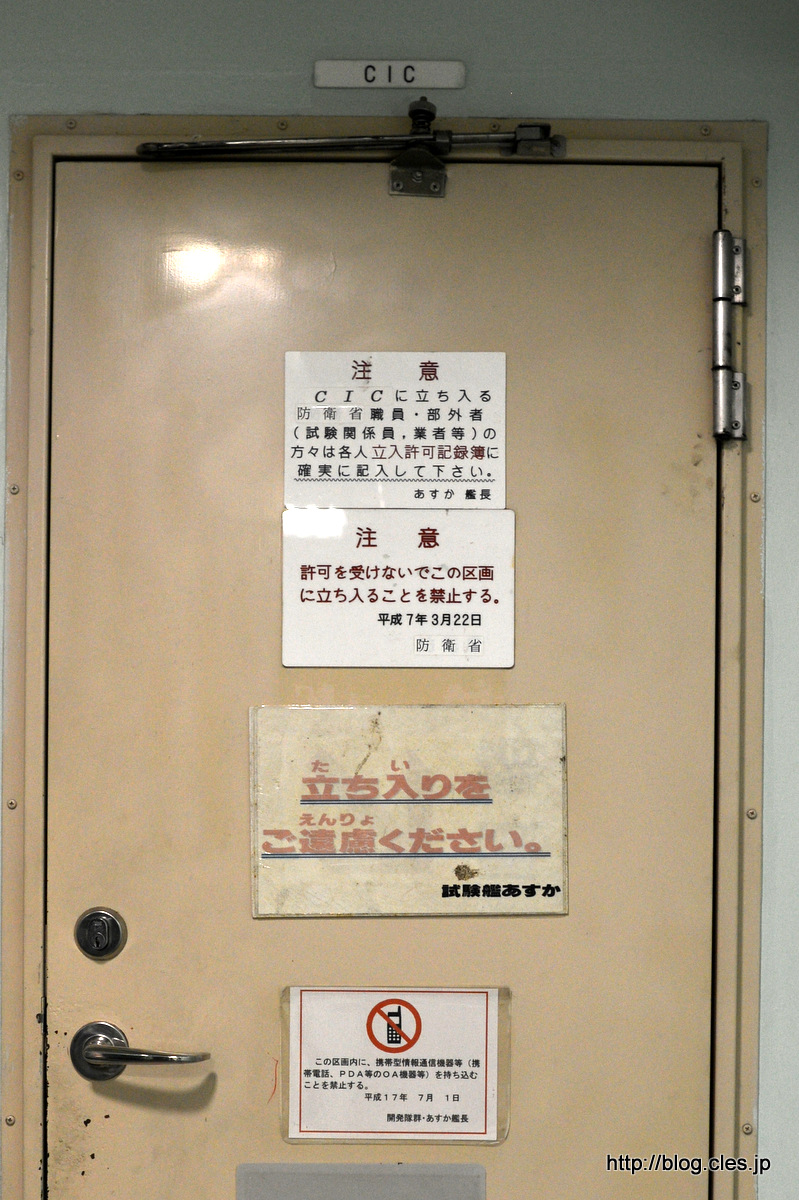 CIC
注 意
CICに立ち入る
防衛省職員・部外者
(試験関係員,業者等)の
方々は各人立入許可記録簿に
確実に記入して下さい。
あすか 艦長
注 意
許可を受けないでこの区画
に立ち入ることを禁止する。
平成7年3月22日
防衛省
た い
立ち入りを
えんりょ
ご遠慮ください。
試験艦あすか
この区画内に、携帯型情報通信機器等(携
帯電話、PDA等のOA機器等)を持ち込む
ことを禁止する。
平成17年 7月 1日
開発隊群・あすか艦長
http://blog.cles.jp